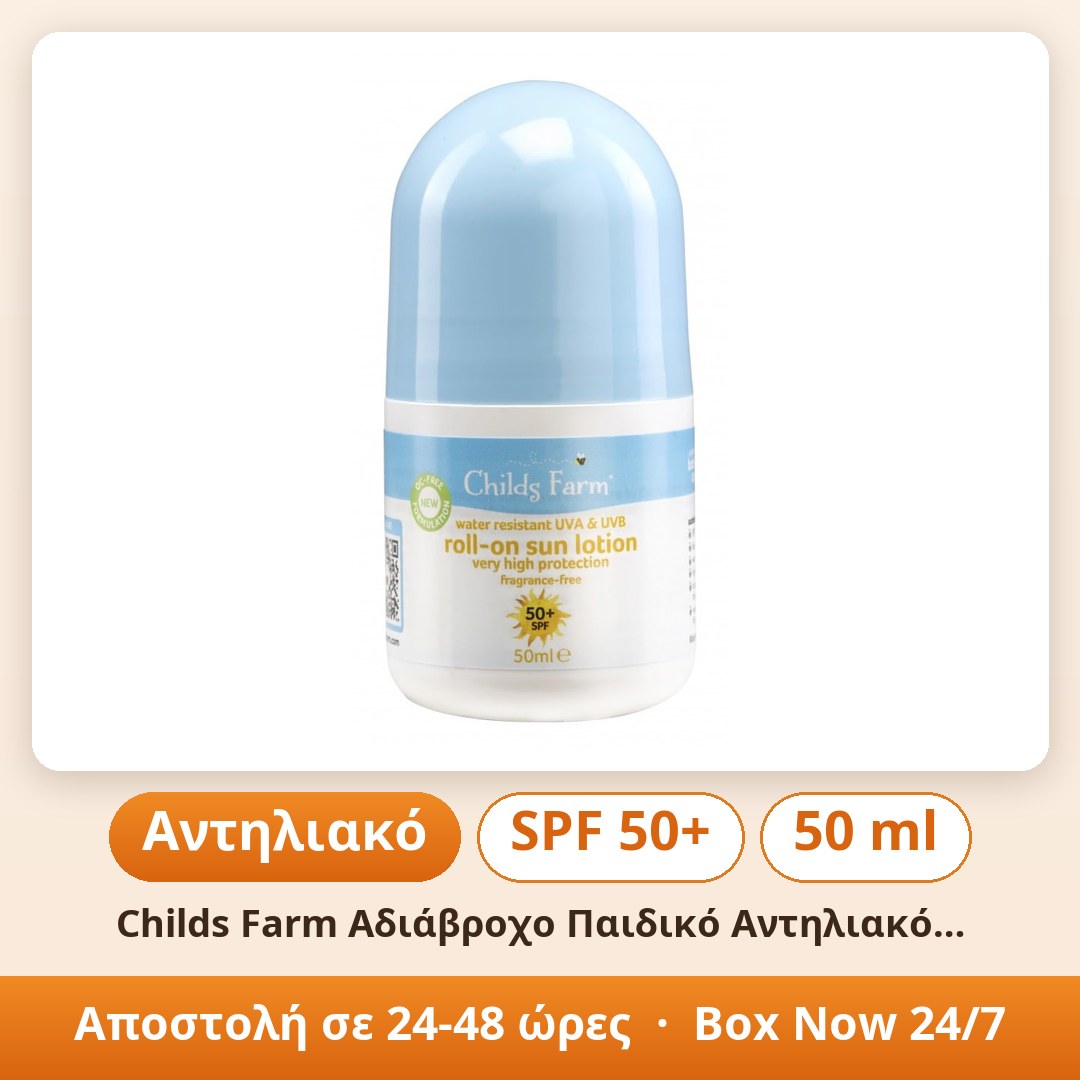 Childs Farm
OC-FREE
NEW
FORMULATION
water resistant UVA & UVB
roll-on sun lotion
very high protection
fragrance-free
50+
SPF
50ml e
Αντηλιακό
SPF 50+
50 ml
Childs Farm Αδιάβροχο Παιδικό Αντηλιακό...
Αποστολή σε 24-48 ώρες · Box Now 24/7